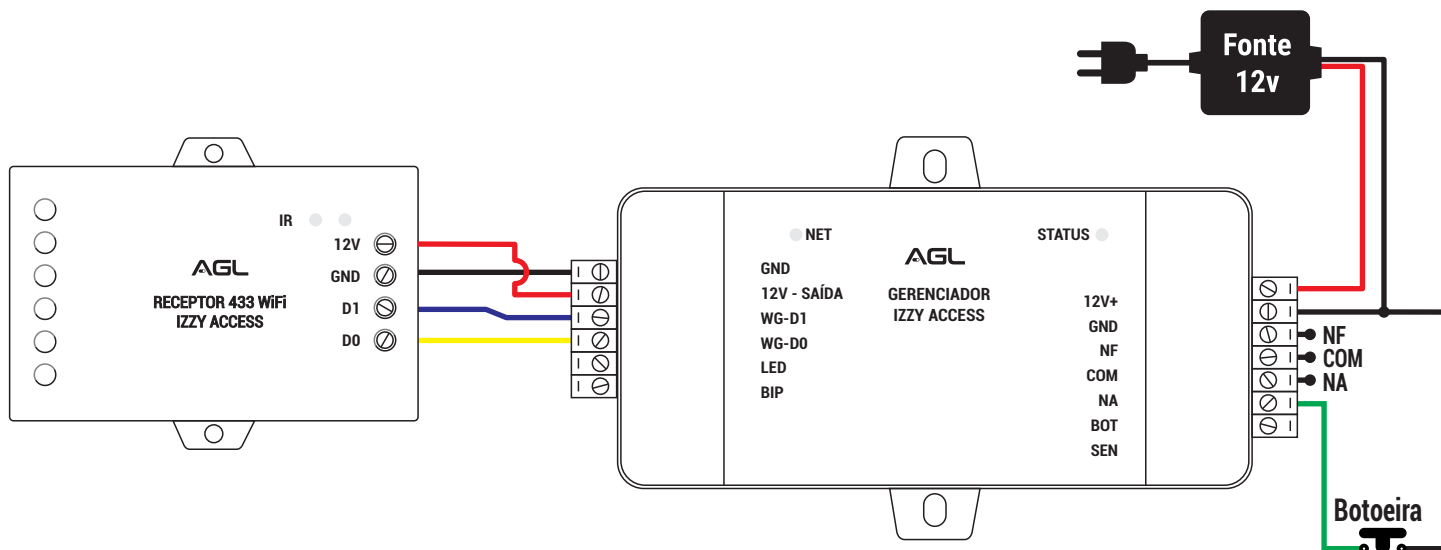 Fonte
12v
IR
12V
GND
D1
D0
AGL
RECEPTOR 433 WiFi
IZZY ACCESS
NET
GND
12V - SAÍDA
WG-D1
WG-D0
LED
BIP
AGL
GERENCIADOR
IZZY ACCESS
STATUS
12V+
GND
NF
COM
NA
BOT
SEN
NF
COM
NA
Botoeira